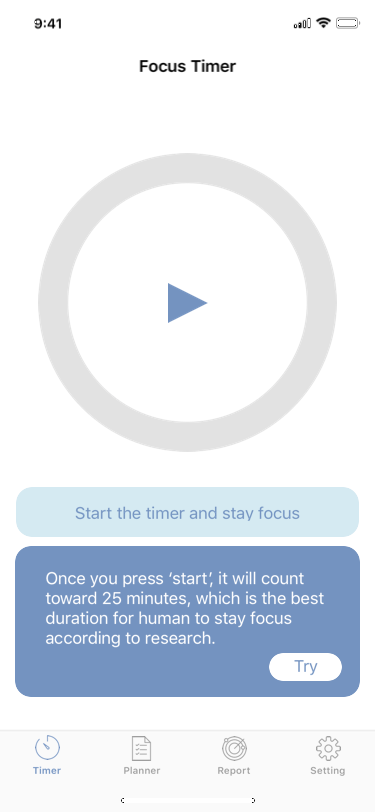 9:41
Focus Timer
Start the timer and stay focus
Once you press ‘start’, it will count
toward 25 minutes, which is the best
duration for human to stay focus
according to research.
Try
Timer
Planner
Report
Setting